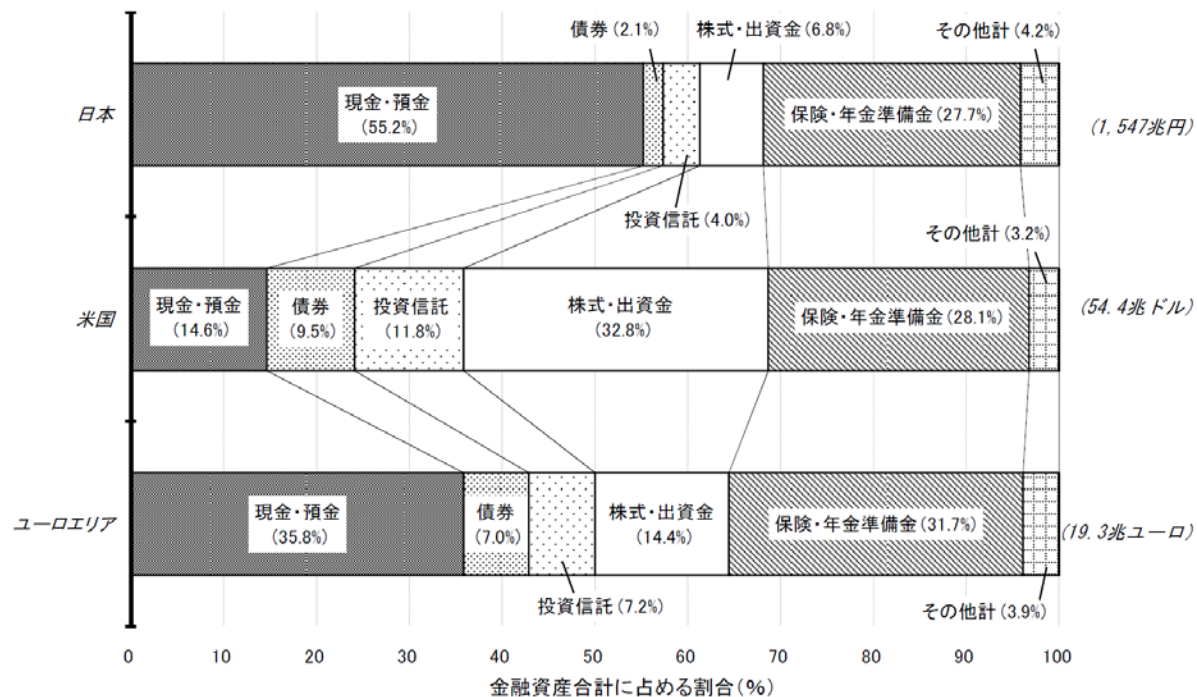 債券(2.1%)
株式・出資金(6.8%)
その他計(4.2%)
日本
現金・預金
(55.2%)
保険・年金準備金(27.7%)
(1,547兆円)
投資信託(4.0%)
その他計(3.2%)
米国
現金・預金
(14.6%)
債券
(9.5%)
投資信託
(11.8%)
株式・出資金
(32.8%)
保険・年金準備金(28.1%)
(54.4兆ドル)
ユーロエリア
現金・預金
(35.8%)
債券
(7.0%)
株式・出資金
(14.4%)
保険・年金準備金(31.7%)
(19.3兆ユーロ)
投資信託(7.2%)
その他計(3.9%)
0 10 20 30 40 50 60 70 80 90 100
金融資産合計に占める割合(%)